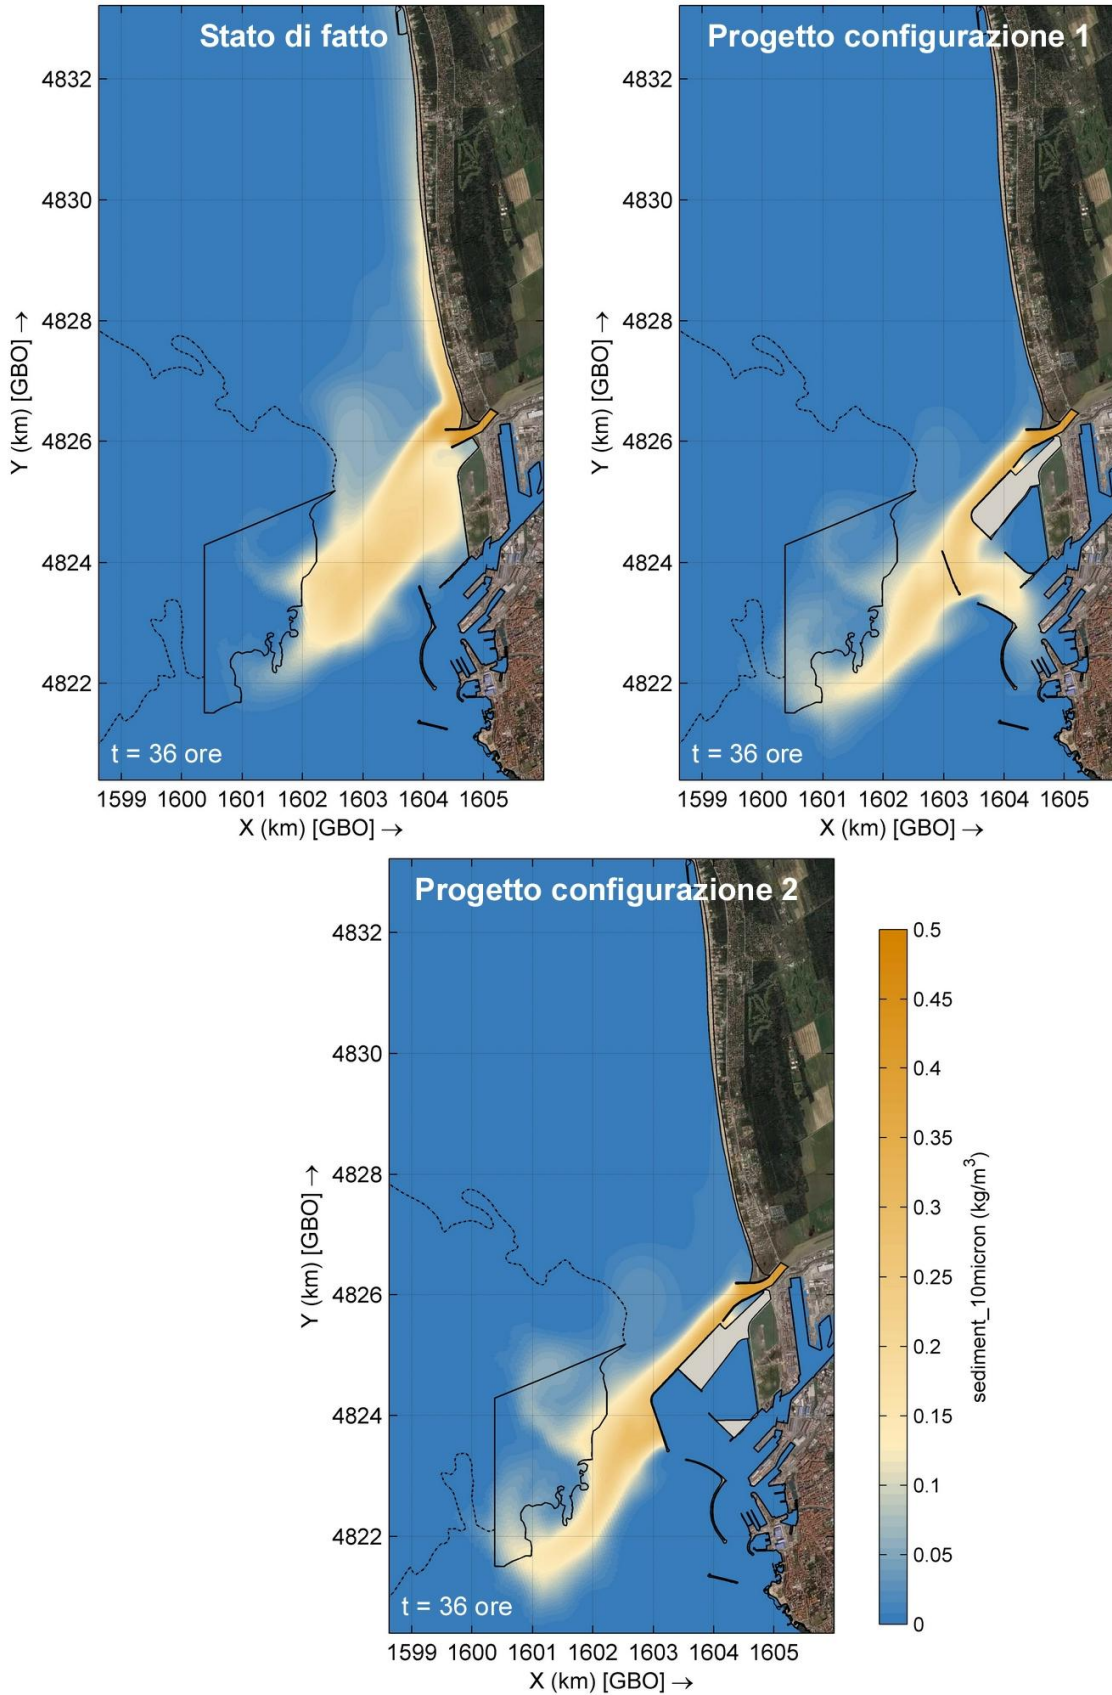 Stato di fatto
4832
4830
4828
4826
4824
4822
Y (km) [GBO] →
t = 36 ore
1599 1600 1601 1602 1603 1604 1605
X (km) [GBO] →
Progetto configurazione 1
4832
4830
4828
4826
4824
4822
Y (km) [GBO] →
t = 36 ore
1599 1600 1601 1602 1603 1604 1605
X (km) [GBO] →
Progetto configurazione 2
4832
4830
4828
4826
4824
4822
Y (km) [GBO] →
t = 36 ore
1599 1600 1601 1602 1603 1604 1605
X (km) [GBO] →
0.5
0.45
0.4
0.35
0.3
0.25
0.2
0.15
0.1
0.05
0
sediment_10micron (kg/m³)